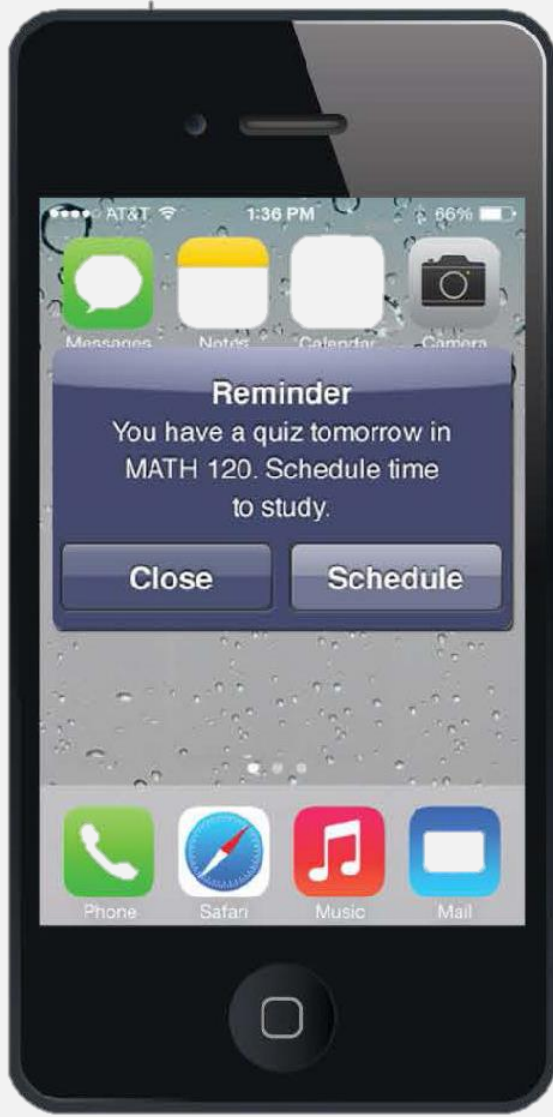 AT&T 1:36 PM 66%
Messages Notes Calendar Camera
Reminder
You have a quiz tomorrow in
MATH 120. Schedule time
to study.
Close Schedule
Phone Safari Music Mail